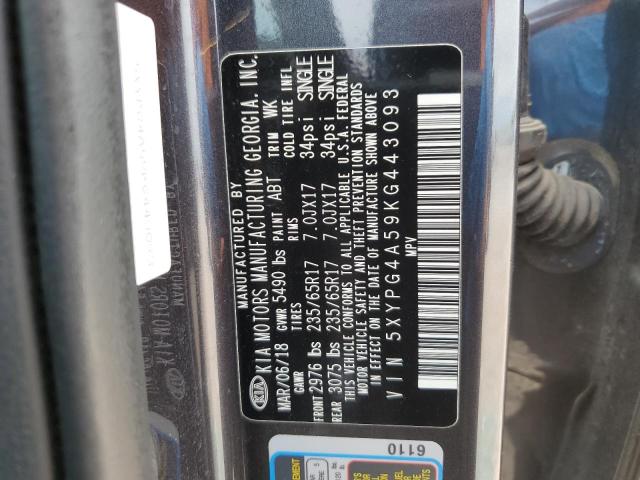 MANUFACTURED BY
KIA KIA MOTORS MANUFACTURING GEORGIA, INC.
MAR/06/18 GVWR 5490 lbs PAINT ABT TRIM WK
GAWR TIRES RIMS COLD TIRE INFL
FRONT 2976 lbs 235/65R17 7.0JX17 34psi SINGLE
REAR 3075 lbs 235/65R17 7.0JX17 34psi SINGLE
THIS VEHICLE CONFORMS TO ALL APPLICABLE U.S.A. FEDERAL
MOTOR VEHICLE SAFETY AND THEFT PREVENTION STANDARDS
IN EFFECT ON THE DATE OF MANUFACTURE SHOWN ABOVE
VIN 5XYPG4A59KG443093
MPV
6110